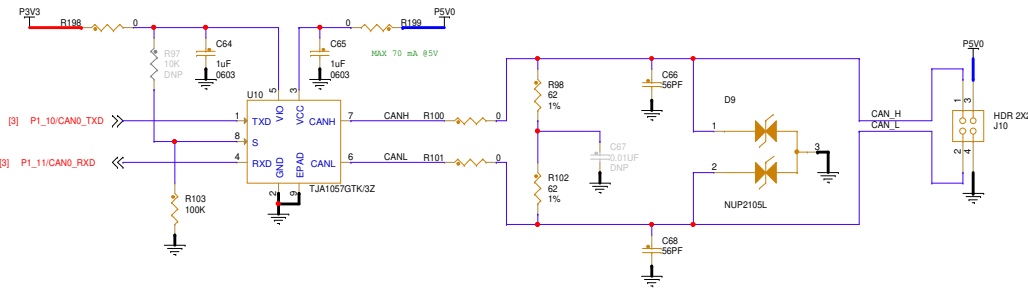 P3V3
R198
0
0
R199
P5V0
MAX 70 mA @5V
R97
10K
DNP
C64
1uF
0603
C65
1uF
0603
U10
5
3
VIO
VCC
[3] P1_10/CAN0_TXD
1
TXD
CANH
7
CANH
R100
0
8
S
[3] P1_11/CAN0_RXD
4
RXD
CANL
6
CANL
R101
0
GND
EPAD
2
9
TJA1057GTK/3Z
R103
100K
R98
62
1%
C67
0.01UF
DNP
R102
62
1%
C66
56PF
C68
56PF
D9
1
2
3
NUP2105L
CAN_H
CAN_L
P5V0
1
3
2
4
HDR 2X2
J10